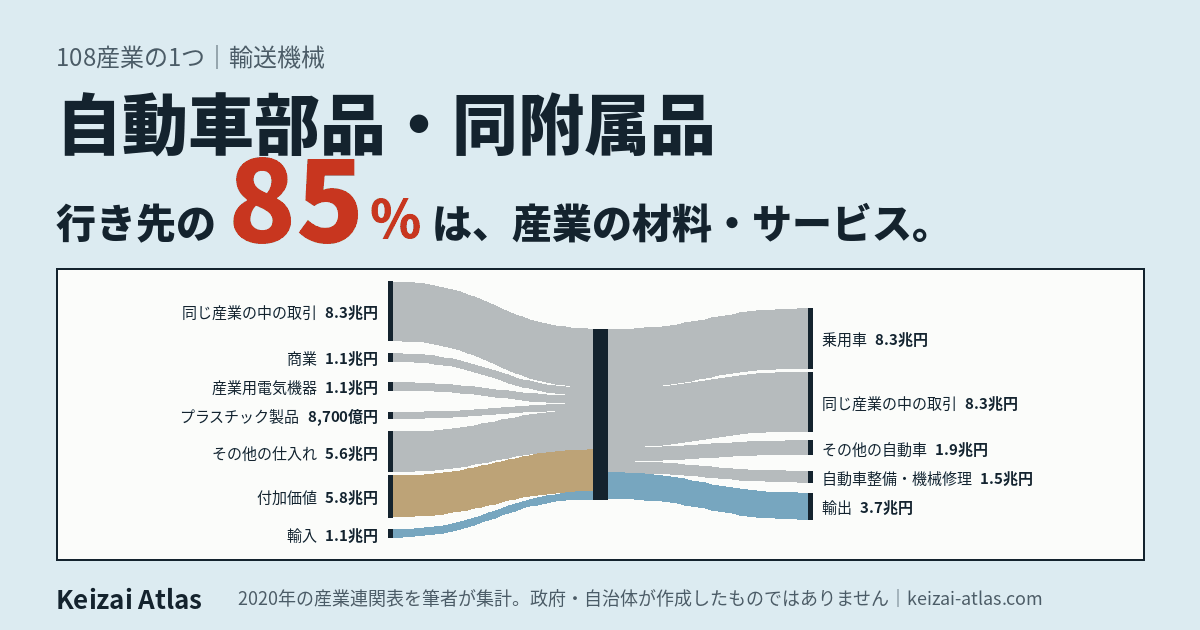 108産業の1つ｜輸送機械
自動車部品・同附属品
行き先の 85% は、産業の材料・サービス。
同じ産業の中の取引 8.3兆円
商業 1.1兆円
産業用電気機器 1.1兆円
プラスチック製品 8,700億円
その他の仕入れ 5.6兆円
付加価値 5.8兆円
輸入 1.1兆円
乗用車 8.3兆円
同じ産業の中の取引 8.3兆円
その他の自動車 1.9兆円
自動車整備・機械修理 1.5兆円
輸出 3.7兆円
Keizai Atlas
2020年の産業連関表を筆者が集計。政府・自治体が作成したものではありません｜keizai-atlas.com